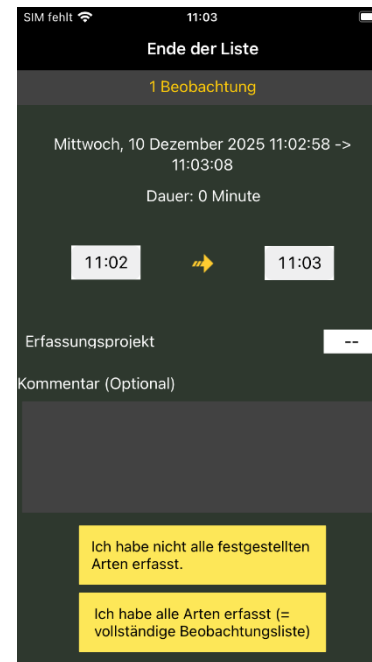 SIM fehlt 11:03
Ende der Liste
1 Beobachtung
Mittwoch, 10 Dezember 2025 11:02:58 ->
11:03:08
Dauer: 0 Minute
11:02 11:03
Erfassungsprojekt --
Kommentar (Optional)
Ich habe nicht alle festgestellten
Arten erfasst.
Ich habe alle Arten erfasst (=
vollständige Beobachtungsliste)